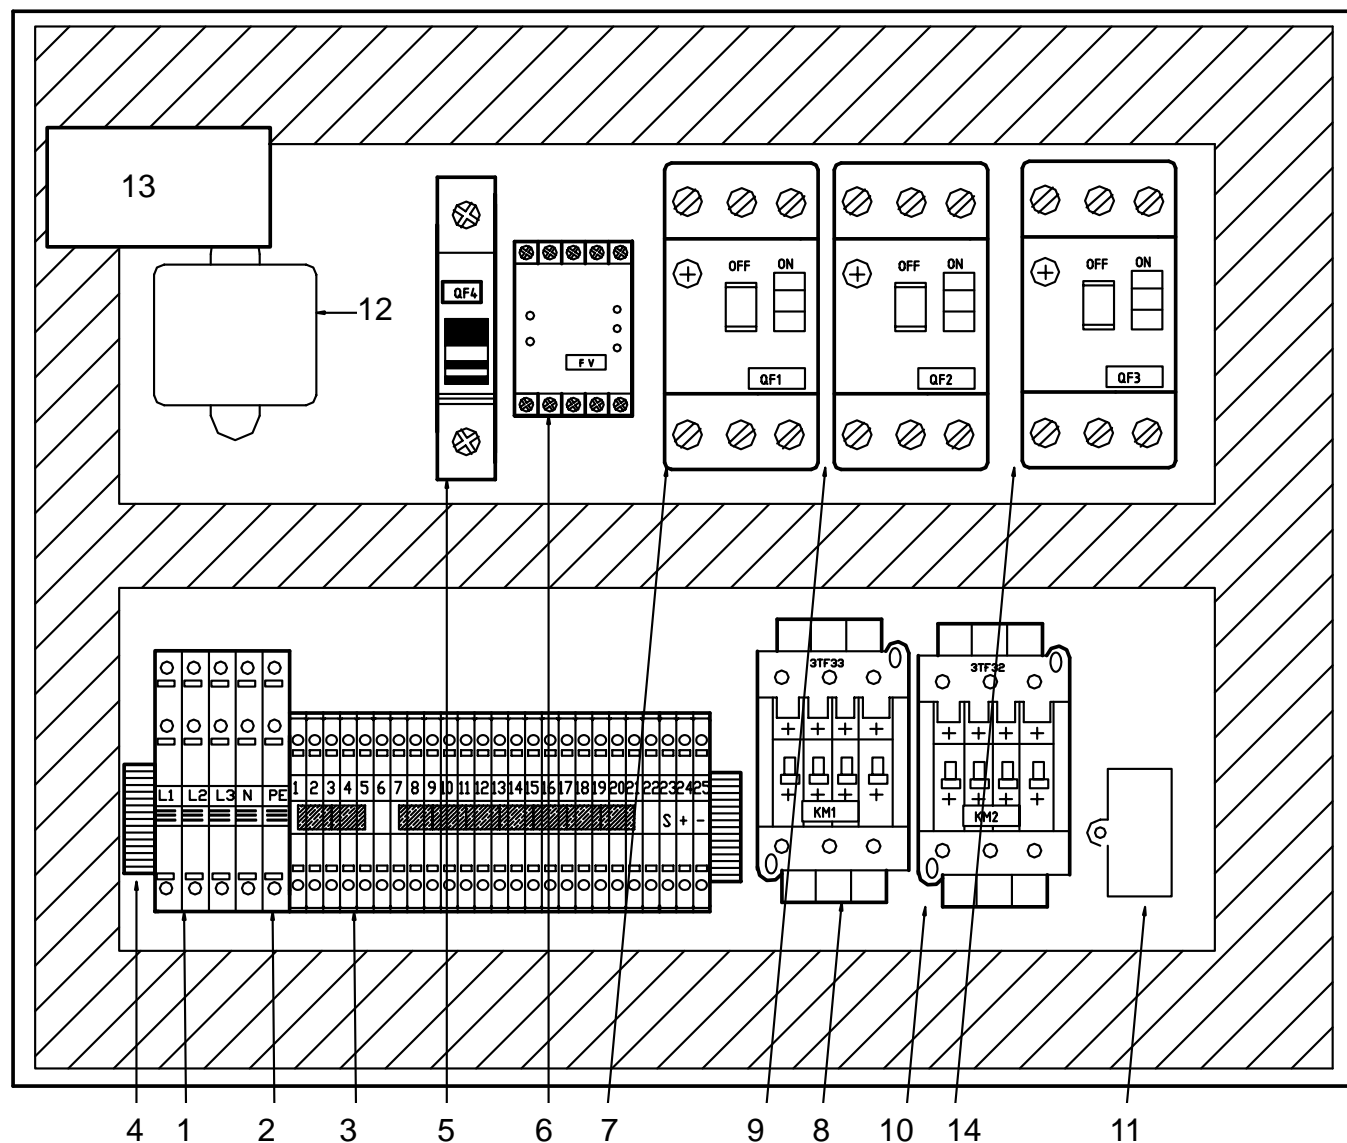 13
12
QF4
F V
OFF ON
QF1
OFF ON
QF2
OFF ON
QF3
3TF33
3TF32
L1 L2 L3 N PE
1 2 3 4 5 6 7 8 9 10 11 12 13 14 15 16 17 18 19 20 21 22 23 24 25
S + -
KM1
KM2
4 1 2 3 5 6 7 9 8 10 14 11